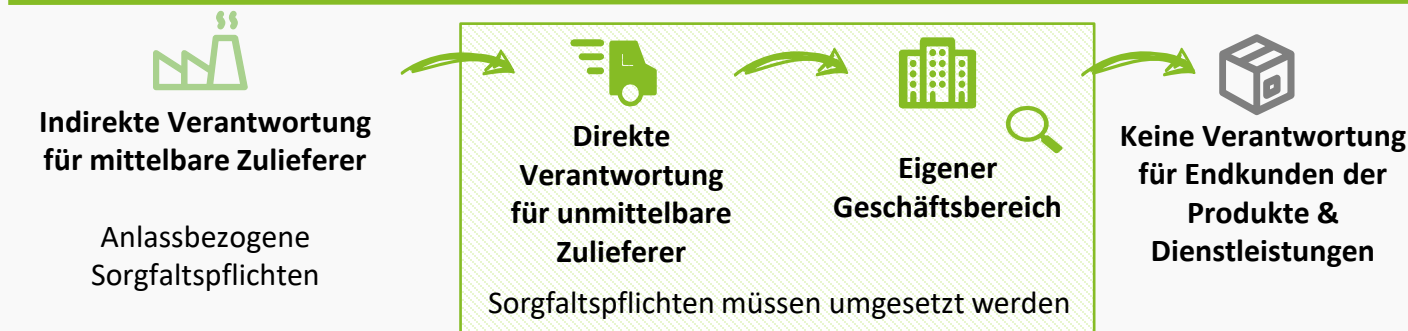 Indirekte Verantwortung
für mittelbare Zulieferer
Anlassbezogene
Sorgfaltspflichten
Direkte
Verantwortung
für unmittelbare
Zulieferer
Eigener
Geschäftsbereich
Sorgfaltspflichten müssen umgesetzt werden
Keine Verantwortung
für Endkunden der
Produkte &
Dienstleistungen